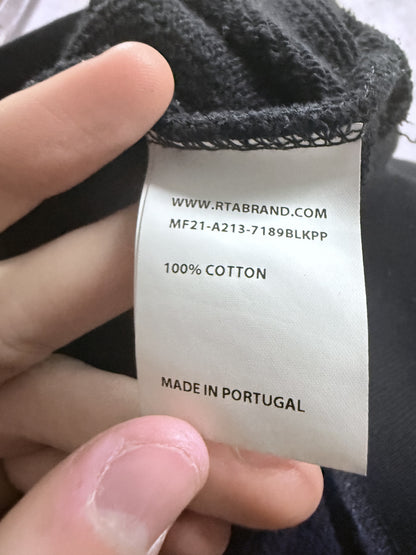 WWW.RTABRAND.COM
MF21-A213-7189BLKPP
100% COTTON
MADE IN PORTUGAL